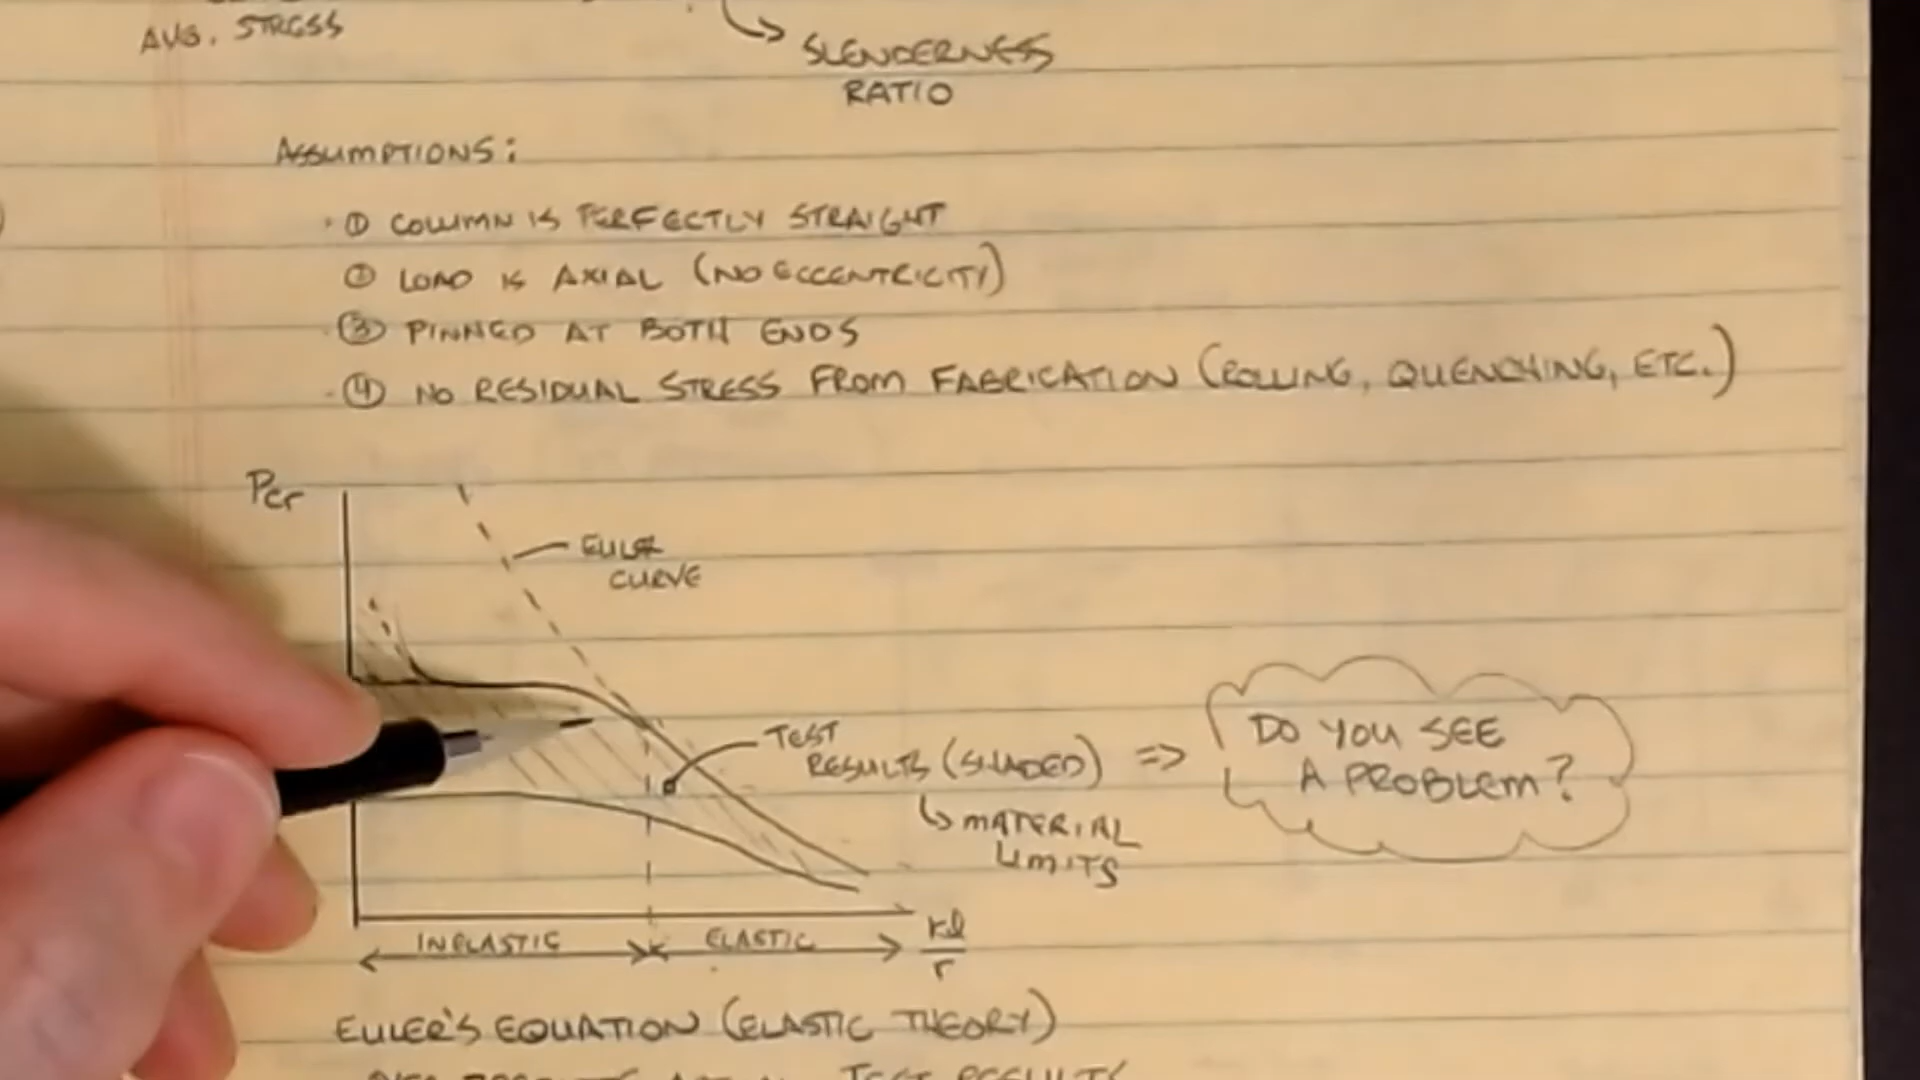 AVG. STRESS
SLENDERNESS
RATIO
ASSUMPTIONS:
① COLUMN IS PERFECTLY STRAIGHT
② LOAD IS AXIAL (NO ECCENTRICITY)
③ PINNED AT BOTH ENDS
④ NO RESIDUAL STRESS FROM FABRICATION (ROLLING, QUENCHING, ETC.)
Pcr
EULER
CURVE
TEST
RESULTS (SHADED) =>
MATERIAL
LIMITS
DO YOU SEE
A PROBLEM?
INELASTIC
ELASTIC
kl
r
EULER'S EQUATION (ELASTIC THEORY)
TEST RESULTS